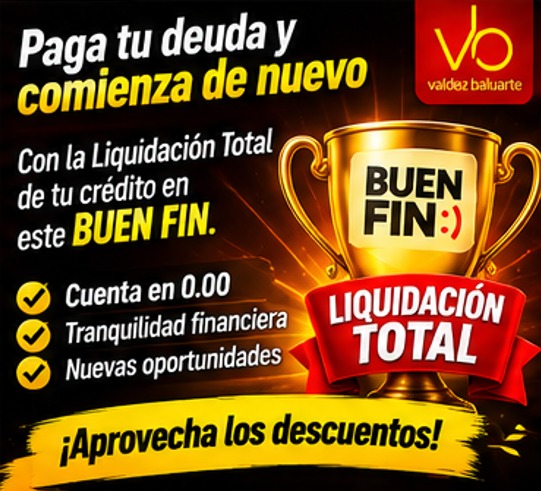 Paga tu deuda y
comienza de nuevo
vb
valdez baluarte
Con la Liquidación Total
de tu crédito en
este BUEN FIN.
BUEN
FIN:)
Cuenta en 0.00
Tranquilidad financiera
Nuevas oportunidades
LIQUIDACIÓN
TOTAL
¡Aprovecha los descuentos!